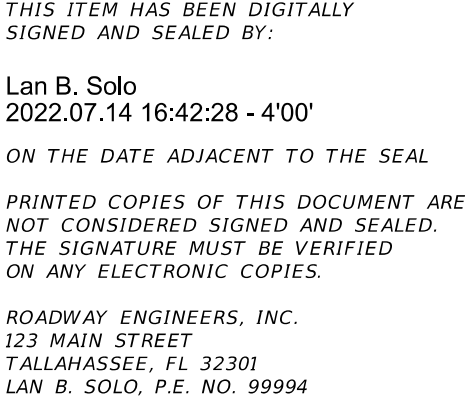 THIS ITEM HAS BEEN DIGITALLY
SIGNED AND SEALED BY:
Lan B. Solo
2022.07.14 16:42:28 - 4'00'
ON THE DATE ADJACENT TO THE SEAL
PRINTED COPIES OF THIS DOCUMENT ARE
NOT CONSIDERED SIGNED AND SEALED.
THE SIGNATURE MUST BE VERIFIED
ON ANY ELECTRONIC COPIES.
ROADWAY ENGINEERS, INC.
123 MAIN STREET
TALLAHASSEE, FL 32301
LAN B. SOLO, P.E. NO. 99994